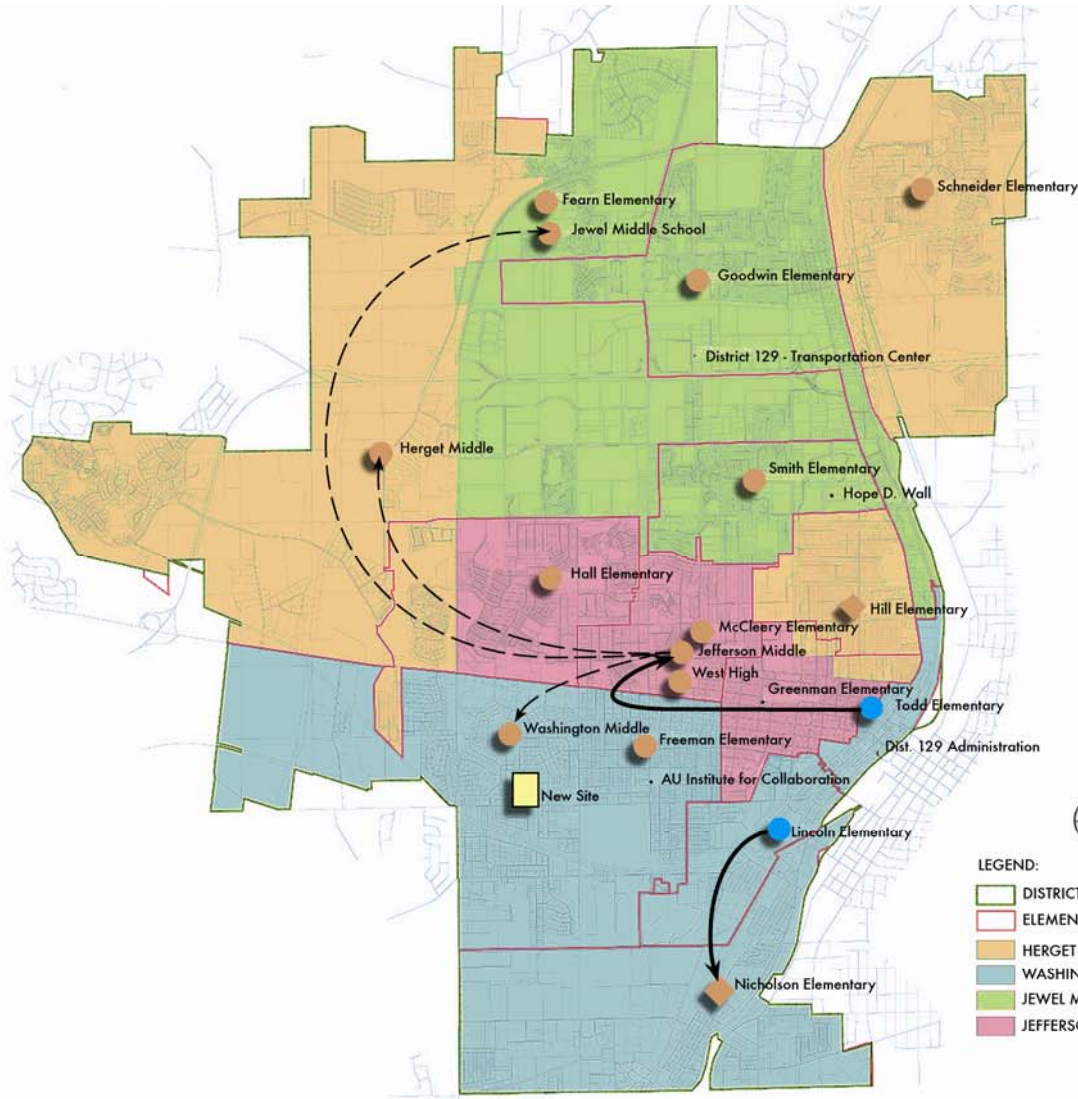 Schneider Elementary
Fearn Elementary
Jewel Middle School
Goodwin Elementary
District 129 - Transportation Center
Herget Middle
Smith Elementary
Hope D. Wall
Hall Elementary
Hill Elementary
McCleery Elementary
Jefferson Middle
West High
Greenman Elementary
Todd Elementary
Washington Middle
Freeman Elementary
Dist. 129 Administration
AU Institute for Collaboration
New Site
Lincoln Elementary
LEGEND:
DISTRICT
ELEMEN
HERGET
WASHIN
JEWEL M
JEFFERSO
Nicholson Elementary